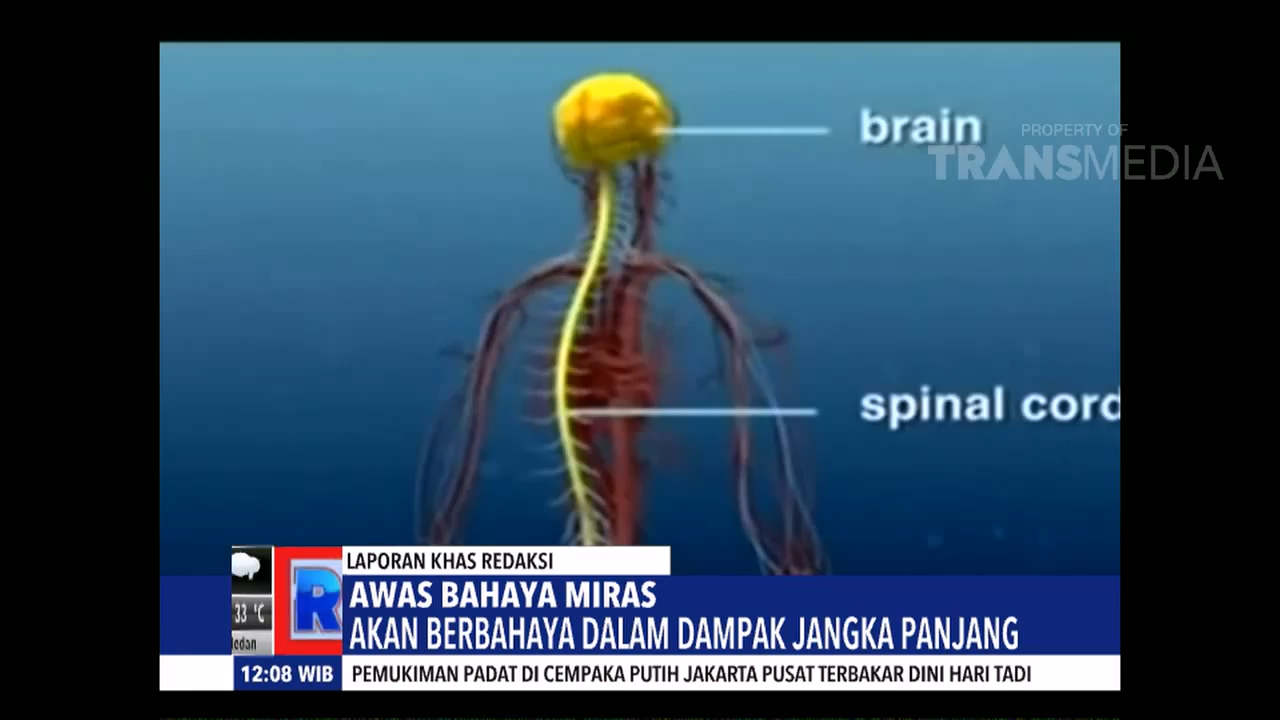 brain
PROPERTY OF
TRANSMEDIA
spinal cord
LAPORAN KHAS REDAKSI
R
AWAS BAHAYA MIRAS
33 °C
AKAN BERBAHAYA DALAM DAMPAK JANGKA PANJANG
12:08 WIB PEMUKIMAN PADAT DI CEMPAKA PUTIH JAKARTA PUSAT TERBAKAR DINI HARI TADI